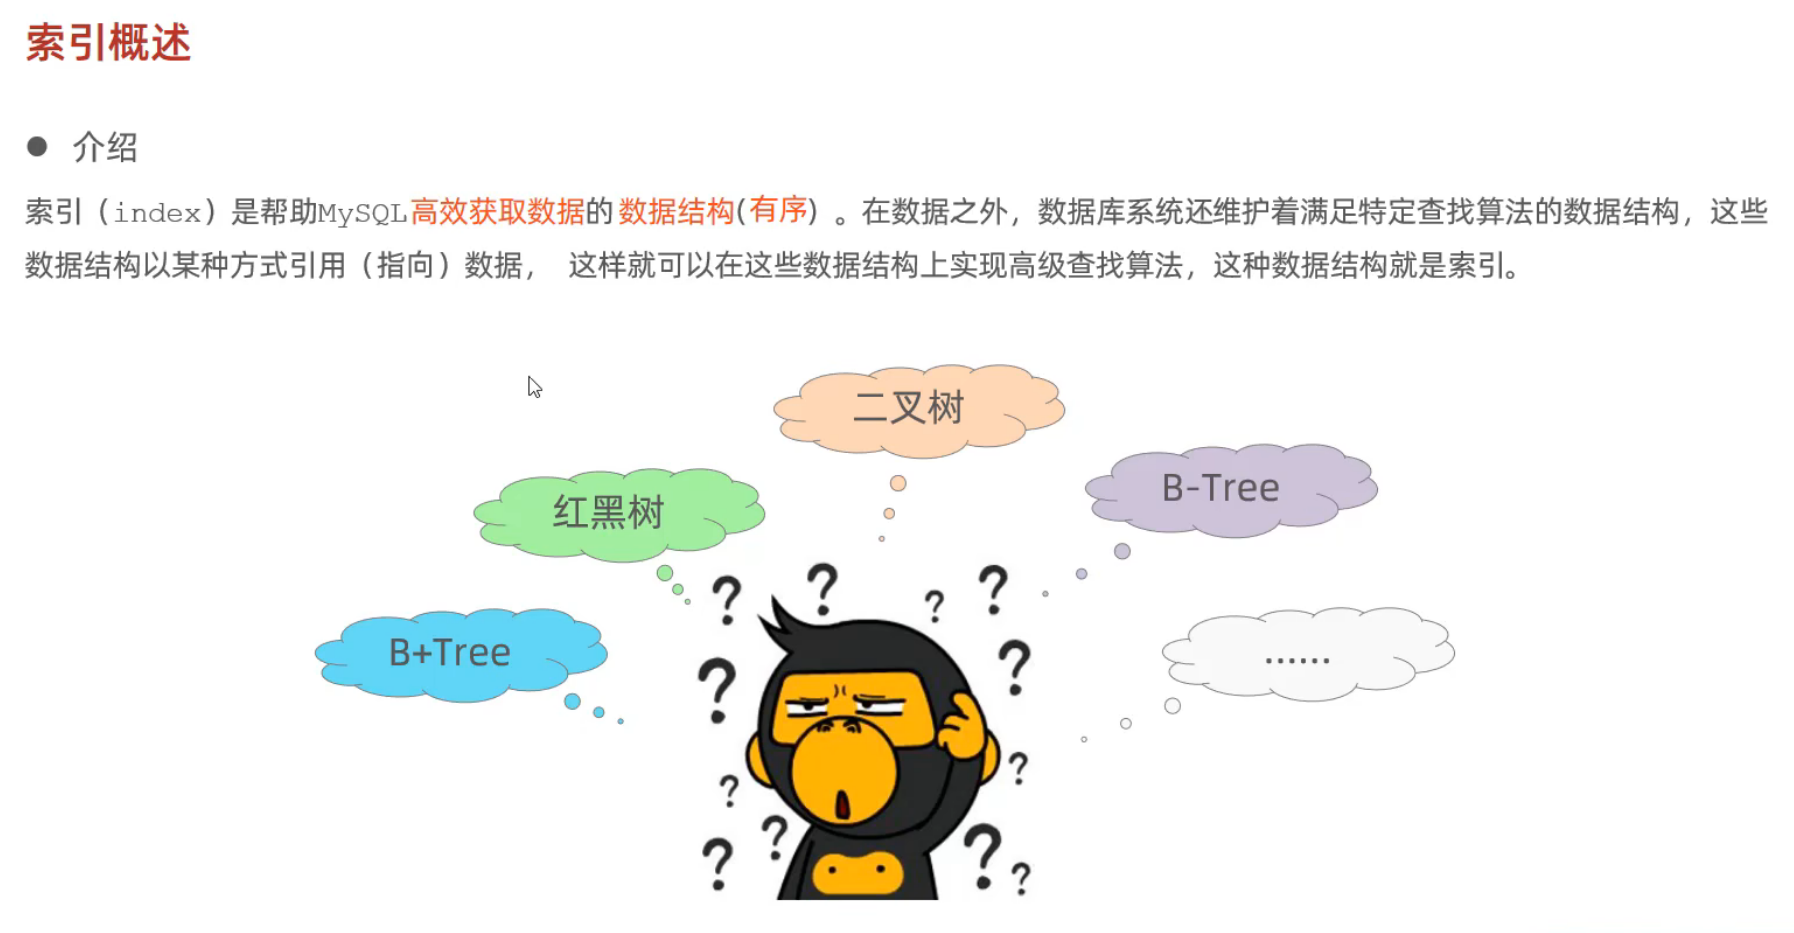 索引概述
● 介绍
索引（index）是帮助MySQL高效获取数据的数据结构(有序) 。在数据之外，数据库系统还维护着满足特定查找算法的数据结构，这些
数据结构以某种方式引用（指向）数据， 这样就可以在这些数据结构上实现高级查找算法，这种数据结构就是索引。
二叉树
B-Tree
红黑树
B+Tree
......
? ? ? ?
? ?
? ?
? ? ? ?